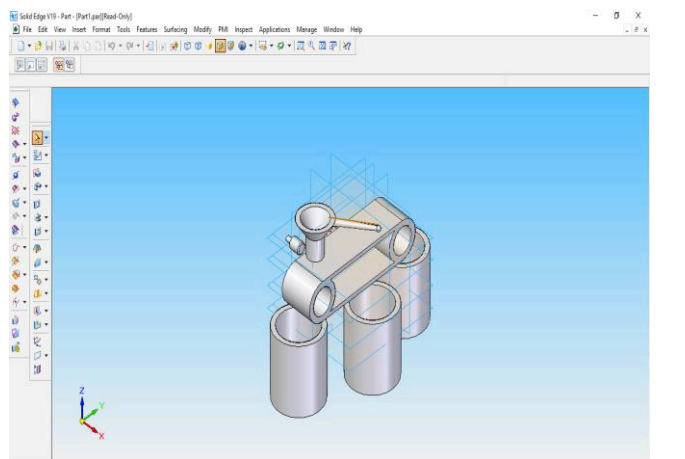 Solid Edge V19 - Part - [Part1.par][Read-Only]
File Edit View Insert Format Tools Features Surfacing Modify PMI Inspect Applications Manage Window Help
Z
Y
X